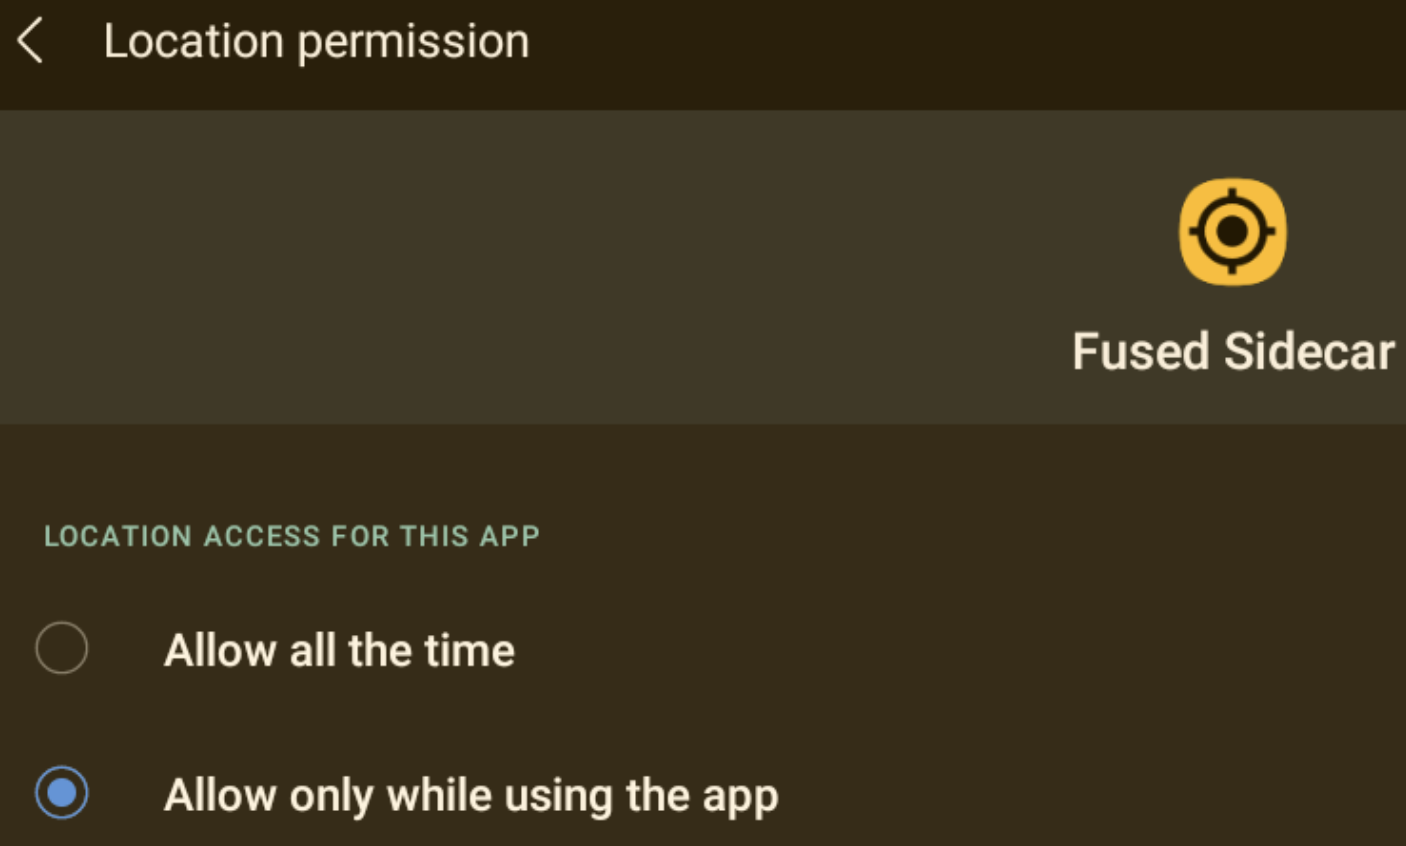 Location permission
Fused Sidecar
LOCATION ACCESS FOR THIS APP
Allow all the time
Allow only while using the app